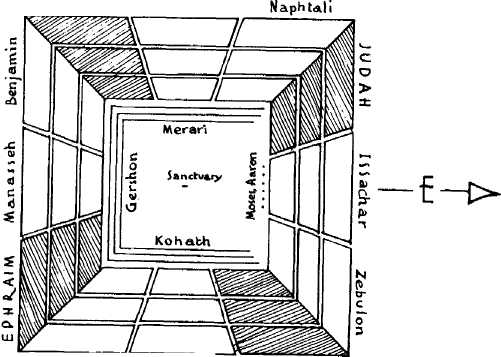 Naphtali
Benjamin
JUDAH
Merari
Gershon
Sanctuary
Moses, Aaron
Manasseh
Issachar
E
Kohath
EPHRAIM
Zebulon